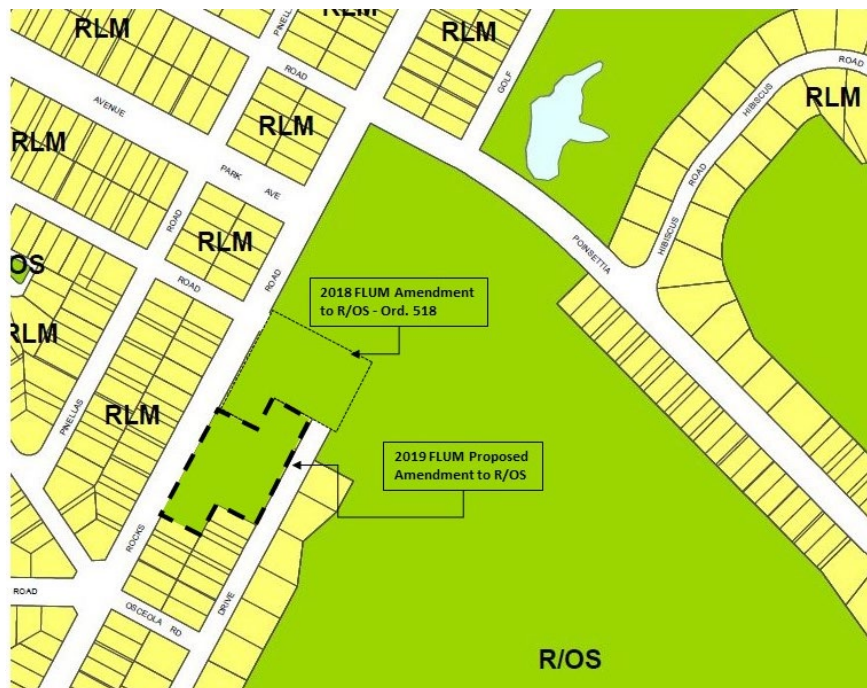 RLM
PINELL
RLM
RLM
GOLF
ROAD
AVENUE
RLM
ROAD
HIBISCUS
RLM
RLM
PARK AVE
ROAD
HIBISCUS
ROAD
RLM
POINSETTIA
OS
ROAD
ROAD
2018 FLUM Amendment
to R/OS - Ord. 518
RLM
RLM
PINELLAS
2019 FLUM Proposed
Amendment to R/OS
ROCKS
ROAD
OSCEOLA RD
DRIVE
R/OS